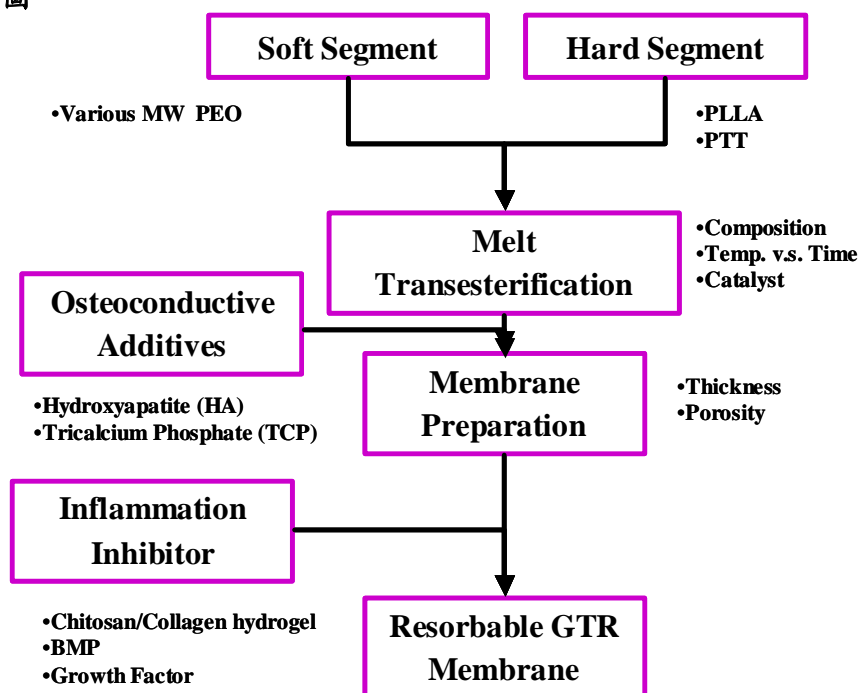 圖
Soft Segment
Hard Segment
•Various MW PEO
•PLLA
•PTT
Melt
Transesterification
•Composition
•Temp. v.s. Time
•Catalyst
Osteoconductive
Additives
•Hydroxyapatite (HA)
•Tricalcium Phosphate (TCP)
Membrane
Preparation
•Thickness
•Porosity
Inflammation
Inhibitor
•Chitosan/Collagen hydrogel
•BMP
•Growth Factor
Resorbable GTR
Membrane